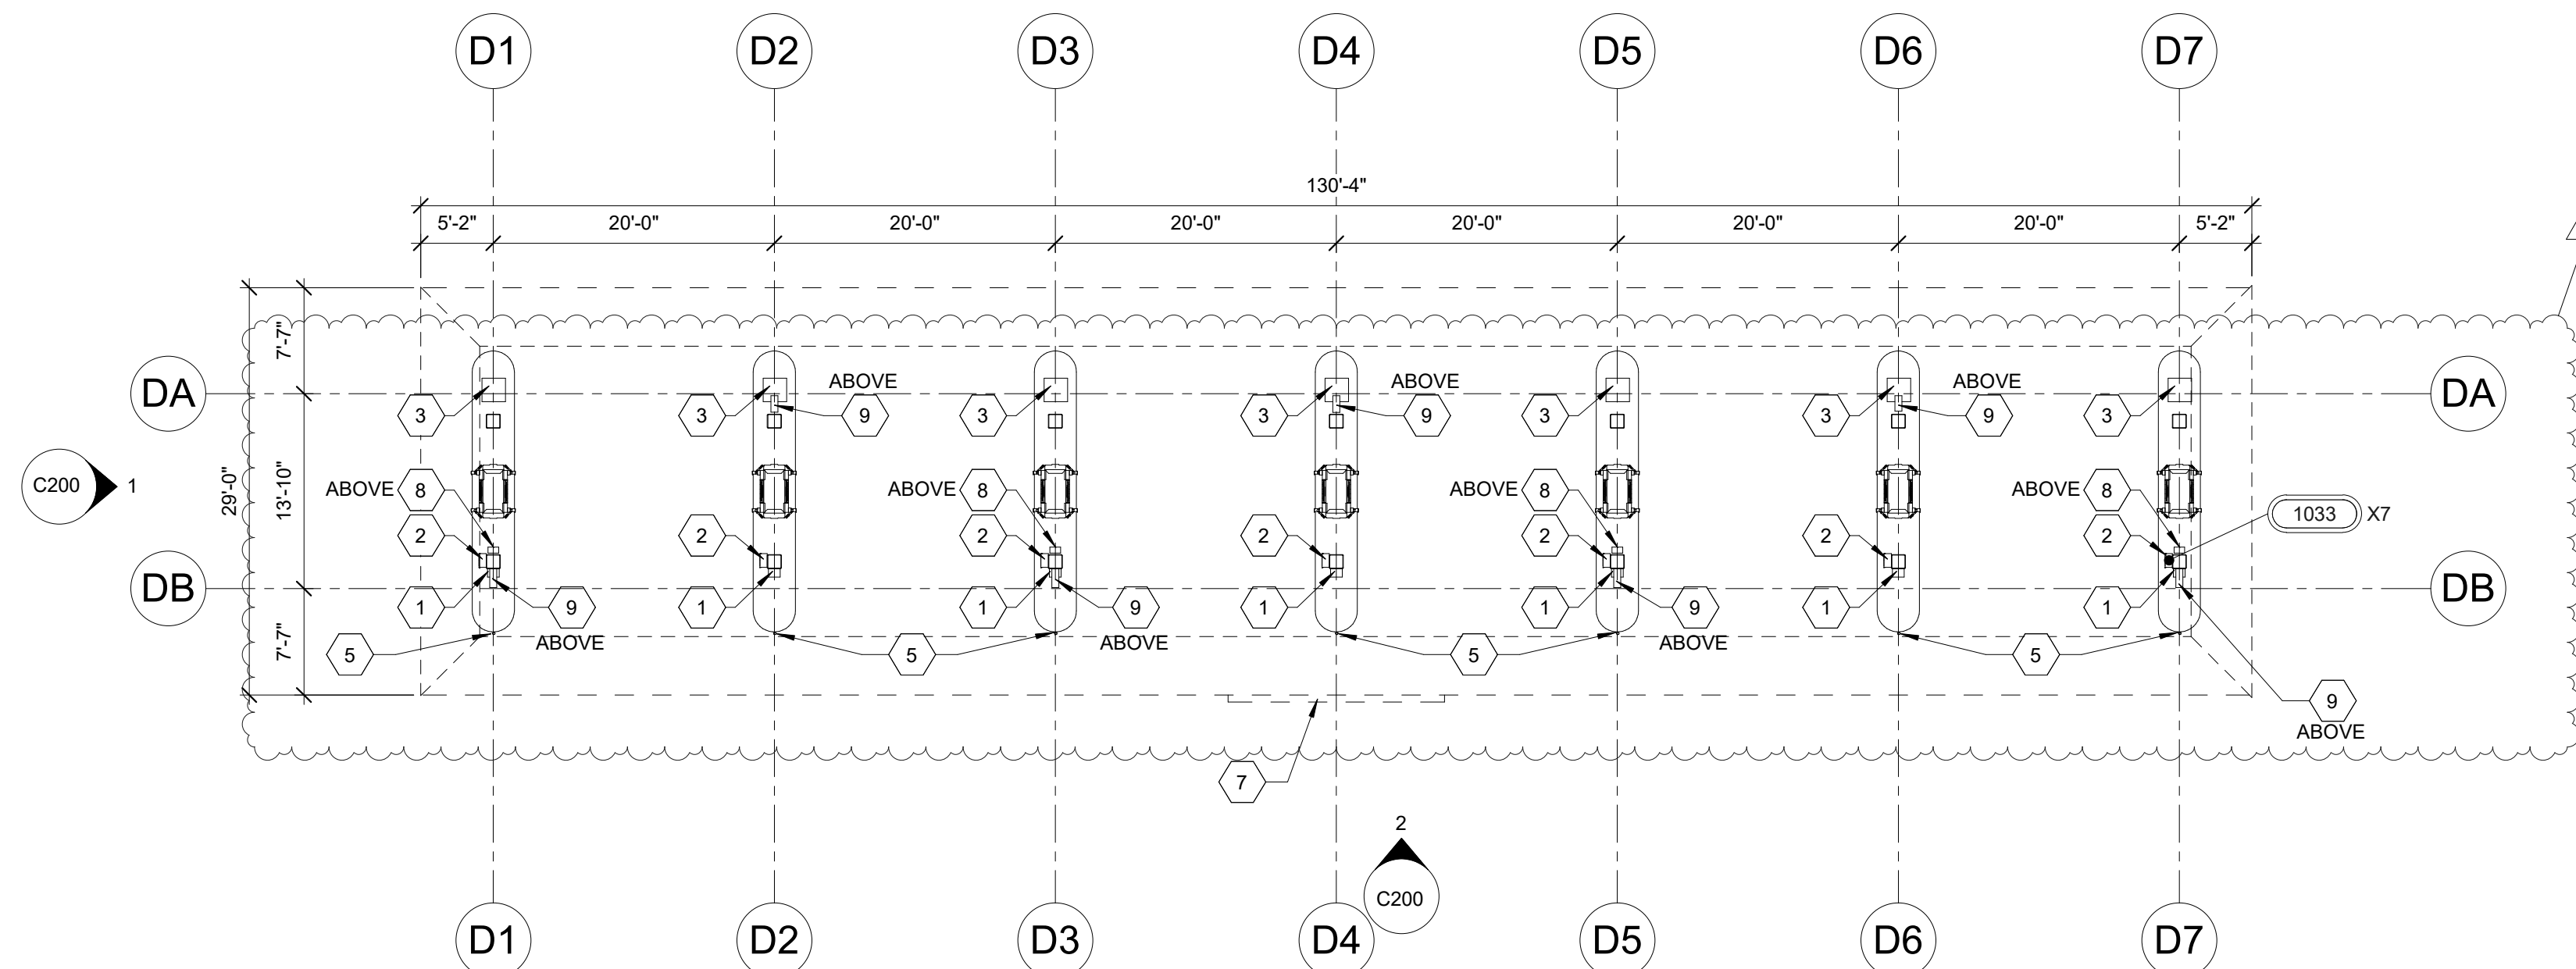 D1 D2 D3 D4 D5 D6 D7
130'-4"
5'-2" 20'-0" 20'-0" 20'-0" 20'-0" 20'-0" 20'-0" 5'-2"
7'-7"
ABOVE ABOVE ABOVE
DA DA
3 3 9 3 3 9 3 3 9 3
29'-0" 13'-10"
C200 1
ABOVE 8 ABOVE 8 ABOVE 8 ABOVE 8
1033 X7
2 2 2 2 2 2 2
DB DB
1 9 1 1 9 1 1 9 1 1
ABOVE ABOVE ABOVE
7'-7"
5 5 5 5
9
ABOVE
7
2
C200
D1 D2 D3 D4 D5 D6 D7